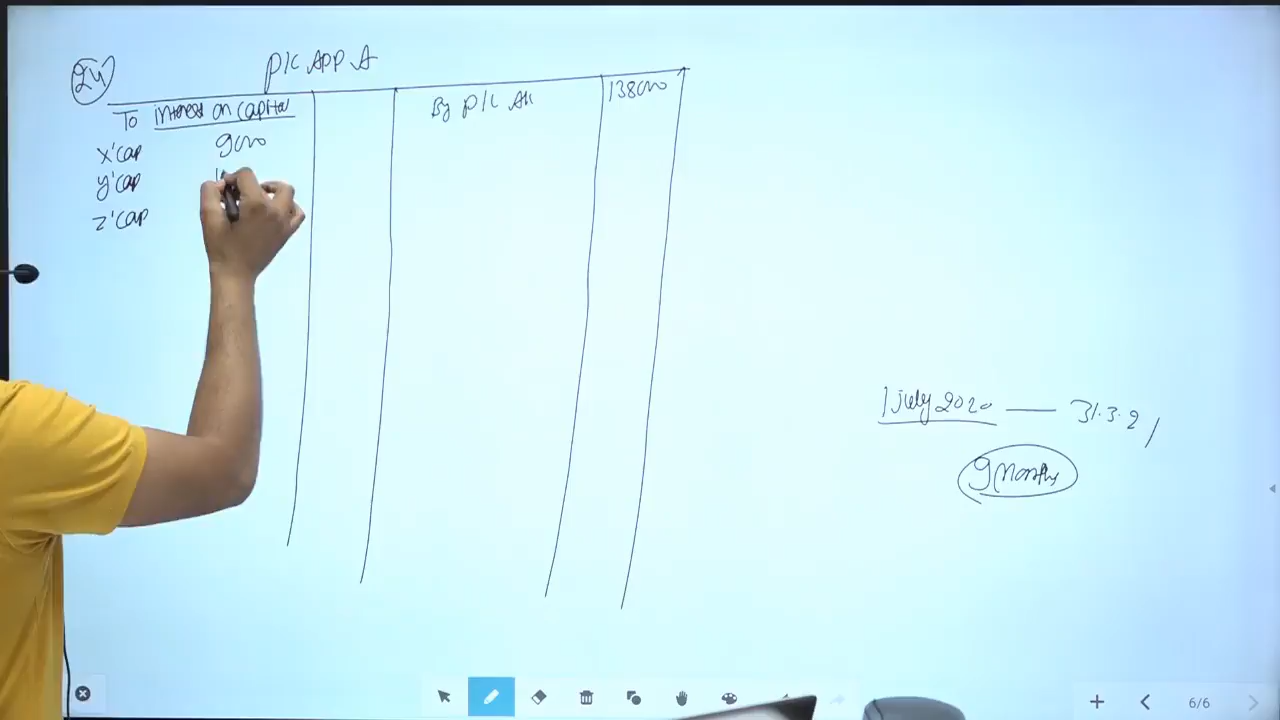 24
P/L APP A
To interest on capital
By P/L A/c
138000
x'cap 9000
y'cap
z'cap
1 July 2020 — 31.3.21
9 months
6/6